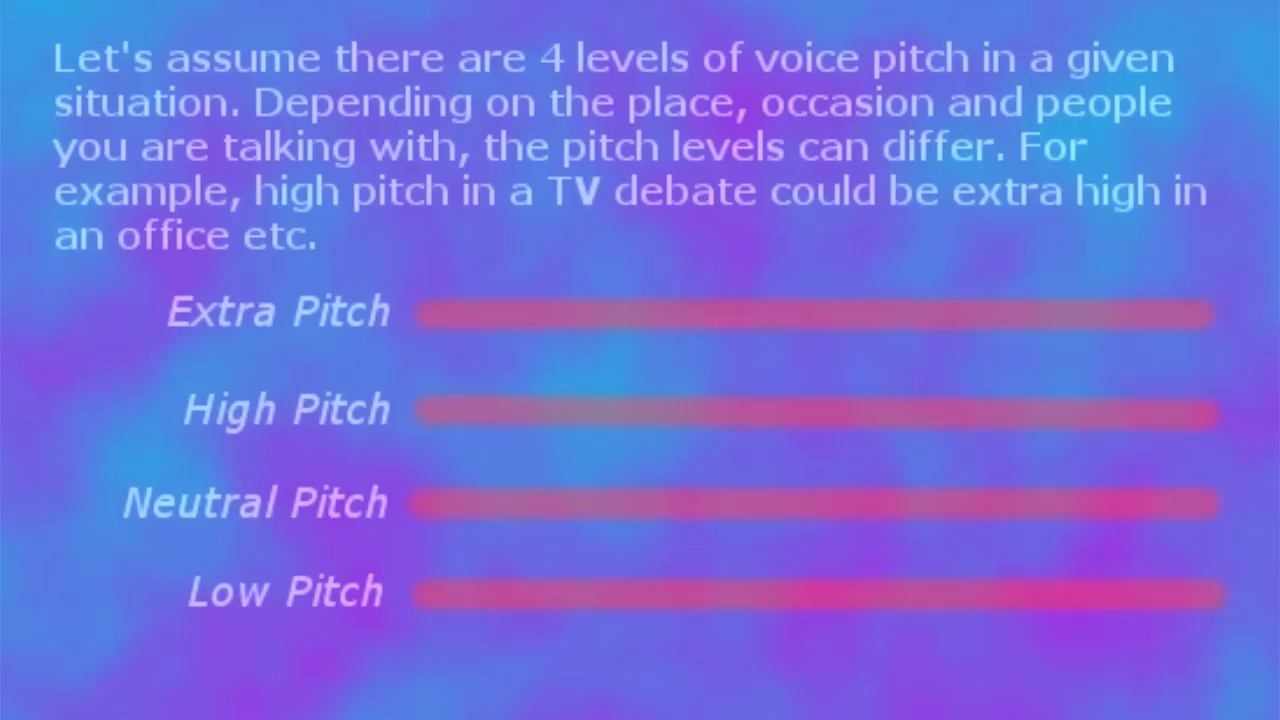 Let's assume there are 4 levels of voice pitch in a given
situation. Depending on the place, occasion and people
you are talking with, the pitch levels can differ. For
example, high pitch in a TV debate could be extra high in
an office etc.
Extra Pitch
High Pitch
Neutral Pitch
Low Pitch